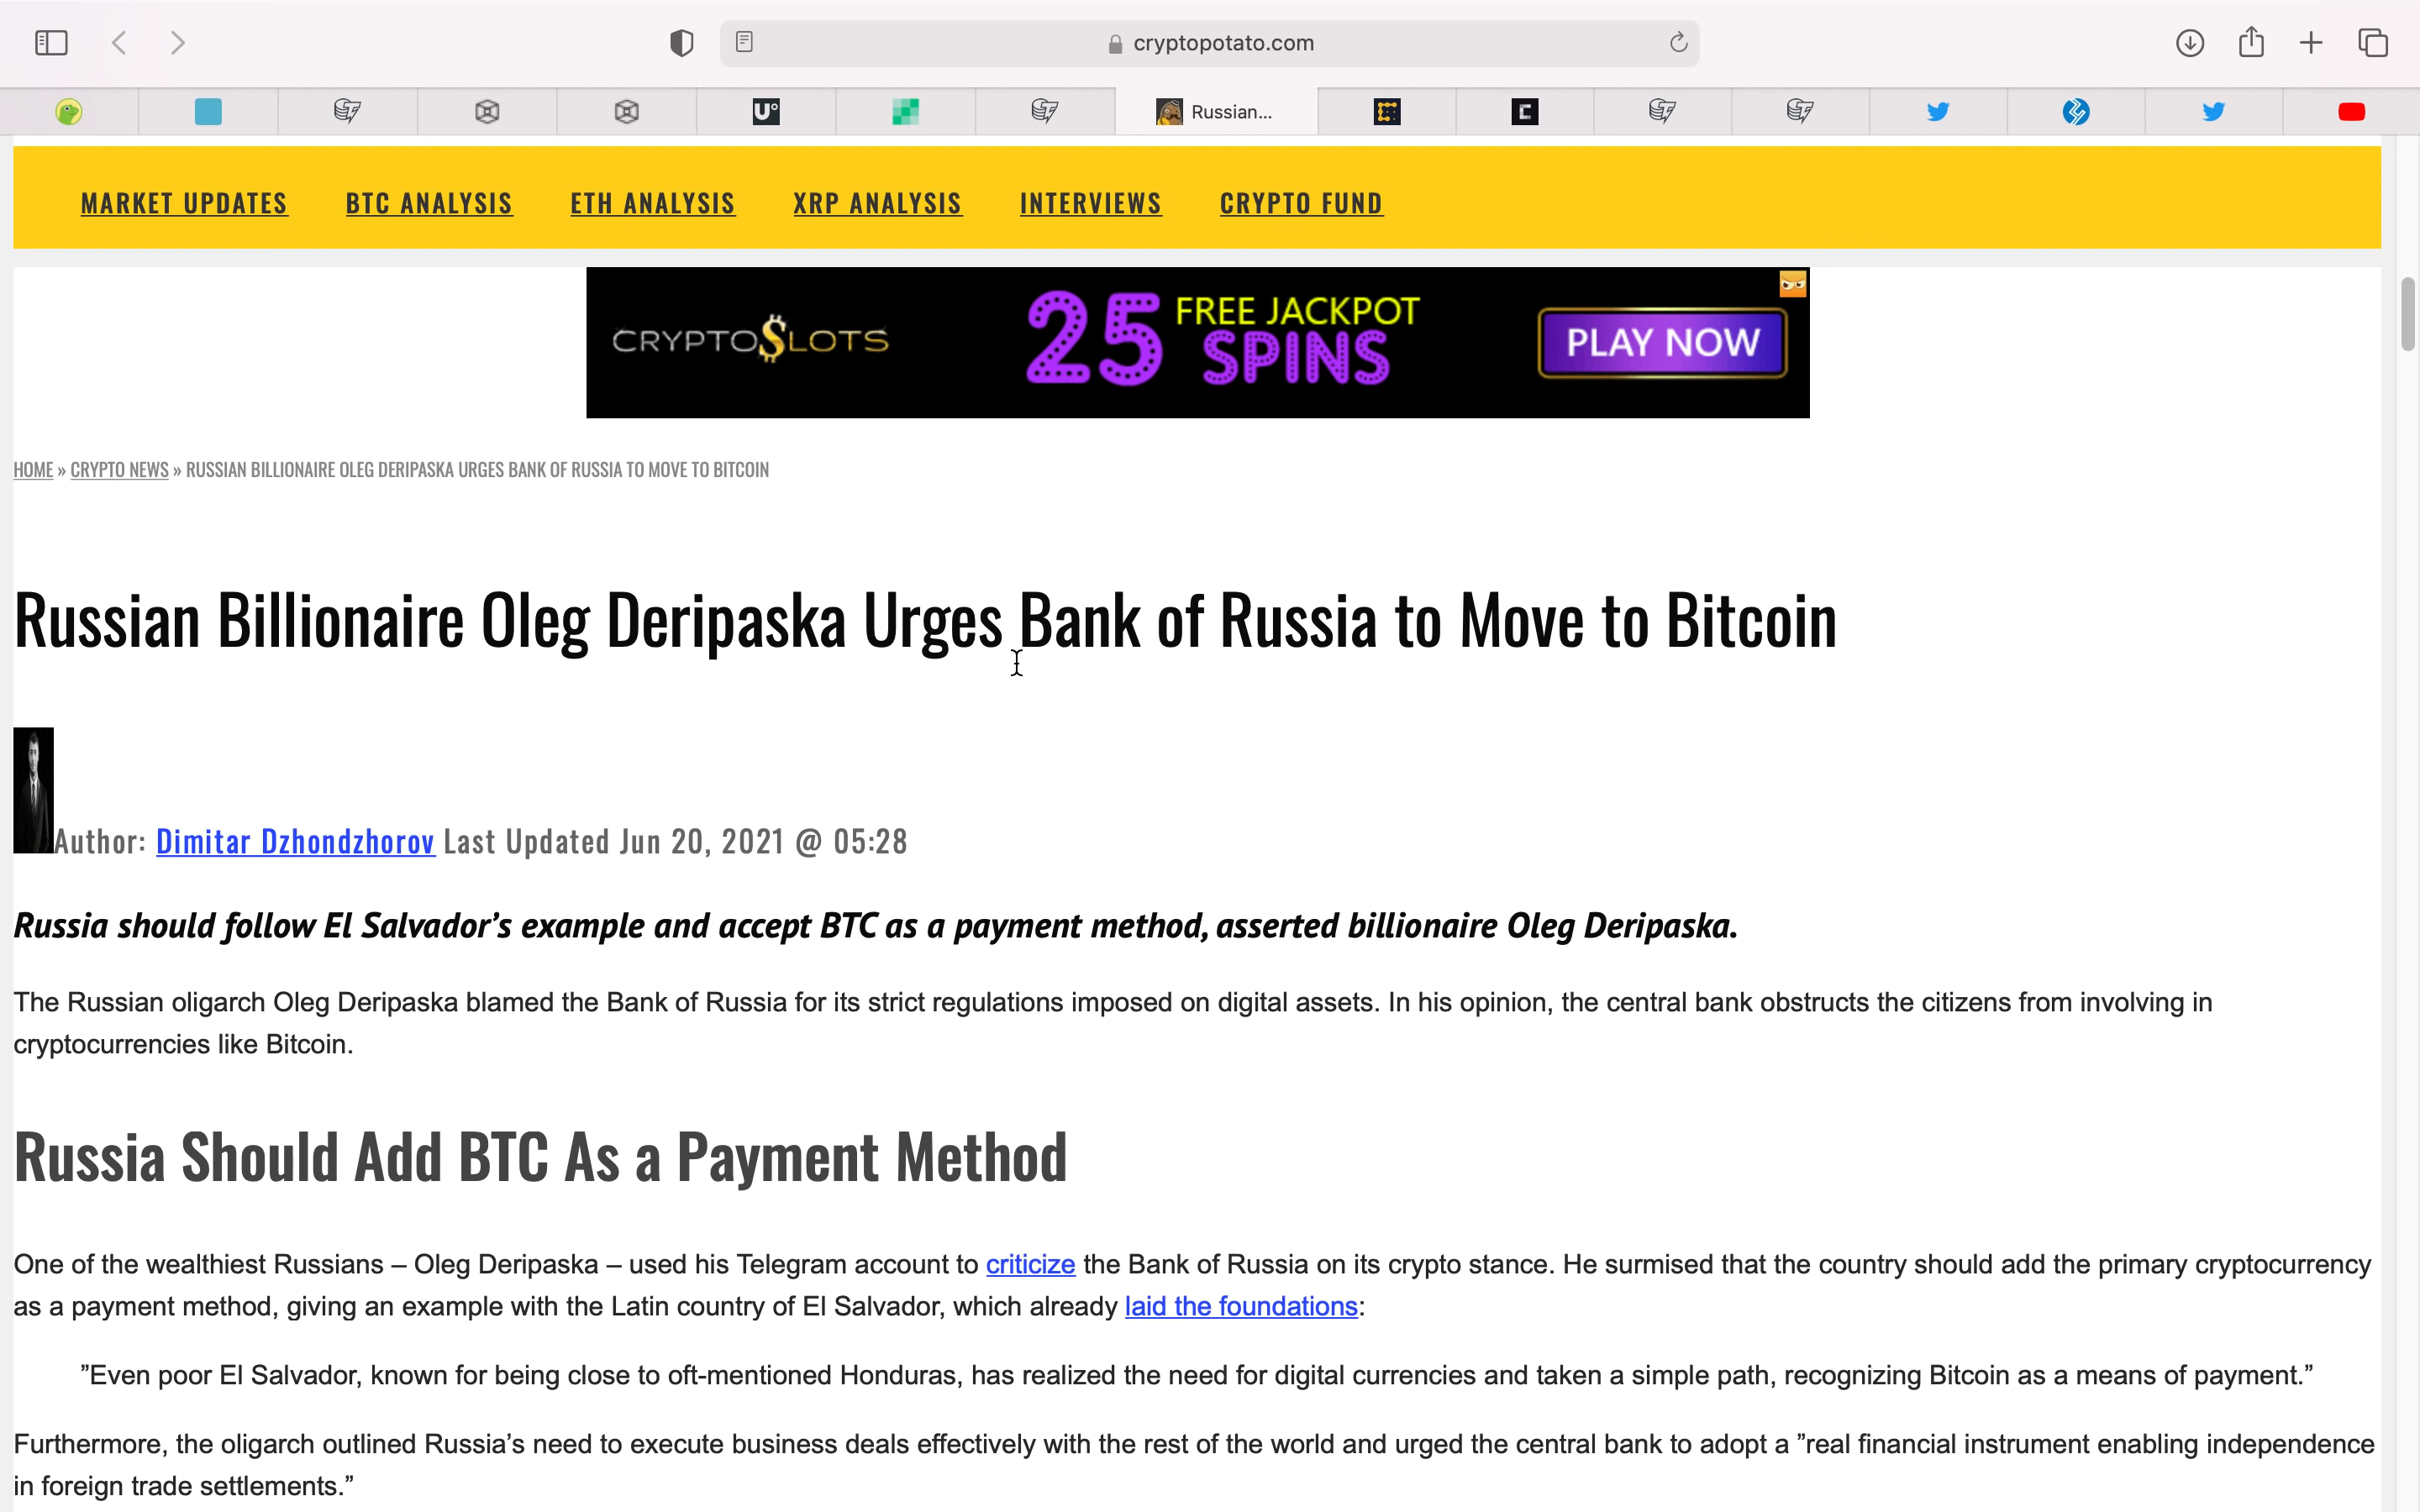 cryptopotato.com
U°
Russian...
C
MARKET UPDATES BTC ANALYSIS ETH ANALYSIS XRP ANALYSIS INTERVIEWS CRYPTO FUND
CRYPTO$LOTS 25 FREE JACKPOT SPINS PLAY NOW
HOME » CRYPTO NEWS » RUSSIAN BILLIONAIRE OLEG DERIPASKA URGES BANK OF RUSSIA TO MOVE TO BITCOIN
Russian Billionaire Oleg Deripaska Urges Bank of Russia to Move to Bitcoin
Author: Dimitar Dzhondzhorov Last Updated Jun 20, 2021 @ 05:28
Russia should follow El Salvador’s example and accept BTC as a payment method, asserted billionaire Oleg Deripaska.
The Russian oligarch Oleg Deripaska blamed the Bank of Russia for its strict regulations imposed on digital assets. In his opinion, the central bank obstructs the citizens from involving in
cryptocurrencies like Bitcoin.
Russia Should Add BTC As a Payment Method
One of the wealthiest Russians – Oleg Deripaska – used his Telegram account to criticize the Bank of Russia on its crypto stance. He surmised that the country should add the primary cryptocurrency
as a payment method, giving an example with the Latin country of El Salvador, which already laid the foundations:
”Even poor El Salvador, known for being close to oft-mentioned Honduras, has realized the need for digital currencies and taken a simple path, recognizing Bitcoin as a means of payment.”
Furthermore, the oligarch outlined Russia’s need to execute business deals effectively with the rest of the world and urged the central bank to adopt a ”real financial instrument enabling independence
in foreign trade settlements.”